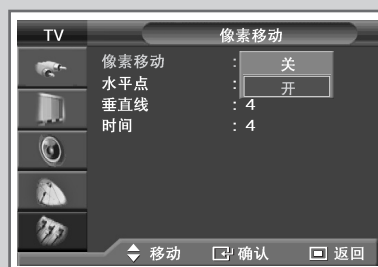 TV 像素移动
像素移动 : 关
水平点 : 开
垂直线 : 4
时间 : 4
移动 确认 返回